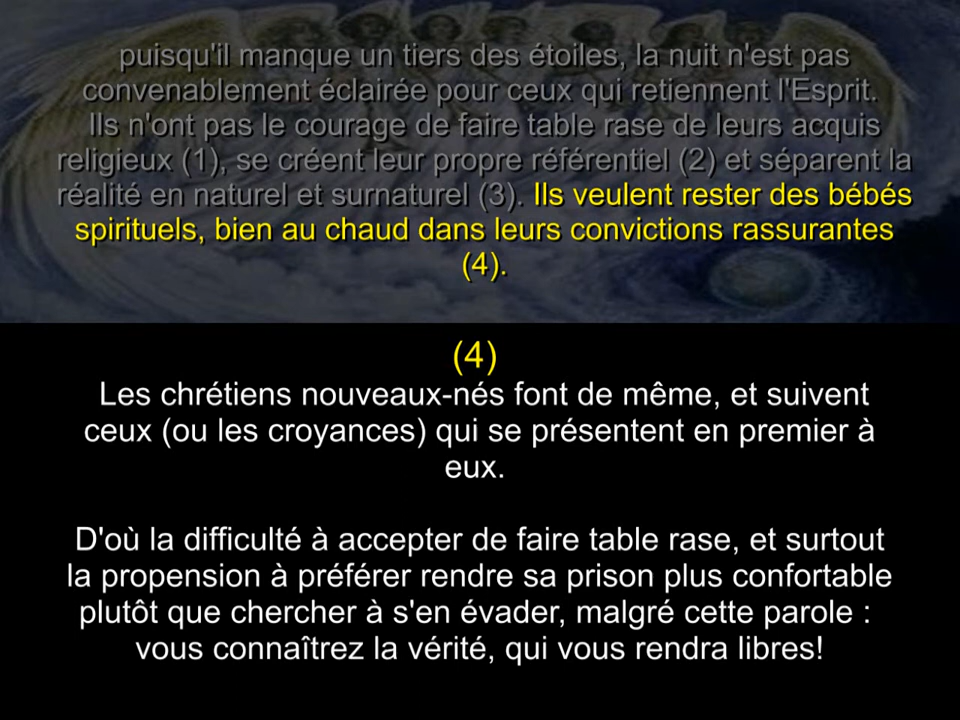 puisqu'il manque un tiers des étoiles, la nuit n'est pas
convenablement éclairée pour ceux qui retiennent l'Esprit.
Ils n'ont pas le courage de faire table rase de leurs acquis
religieux (1), se créent leur propre référentiel (2) et séparent la
réalité en naturel et surnaturel (3). Ils veulent rester des bébés
spirituels, bien au chaud dans leurs convictions rassurantes
(4).
(4)
Les chrétiens nouveaux-nés font de même, et suivent
ceux (ou les croyances) qui se présentent en premier à
eux.
D'où la difficulté à accepter de faire table rase, et surtout
la propension à préférer rendre sa prison plus confortable
plutôt que chercher à s'en évader, malgré cette parole :
vous connaîtrez la vérité, qui vous rendra libres!